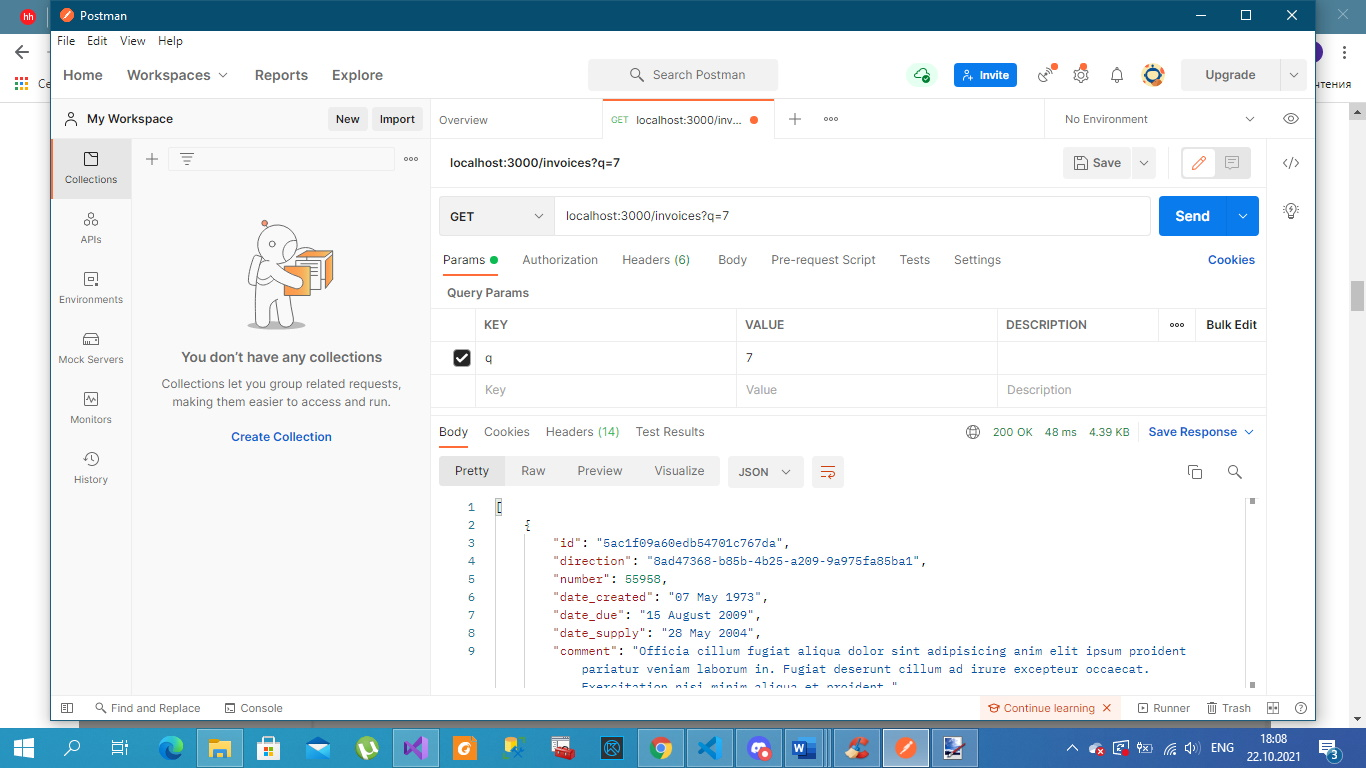 hh
Postman
File Edit View Help
Home Workspaces Reports Explore
Search Postman
Invite
Upgrade
Се
чтения
My Workspace
New Import
Overview
GET localhost:3000/inv...
No Environment
Collections
APIs
Environments
Mock Servers
Monitors
History
You don't have any collections
Collections let you group related requests,
making them easier to access and run.
Create Collection
localhost:3000/invoices?q=7
Save
GET localhost:3000/invoices?q=7
Send
Params Authorization Headers (6) Body Pre-request Script Tests Settings
Cookies
Query Params
KEY VALUE DESCRIPTION
Bulk Edit
q 7
Key Value Description
Body Cookies Headers (14) Test Results
200 OK 48 ms 4.39 KB Save Response
Pretty Raw Preview Visualize JSON
1 [
2 {
3 "id": "5ac1f09a60edb54701c767da",
4 "direction": "8ad47368-b85b-4b25-a209-9a975fa85ba1",
5 "number": 55958,
6 "date_created": "07 May 1973",
7 "date_due": "15 August 2009",
8 "date_supply": "28 May 2004",
9 "comment": "Officia cillum fugiat aliqua dolor sint adipisicing anim elit ipsum proident
pariatur veniam laborum in. Fugiat deserunt cillum ad irure excepteur occaecat.
Exercitation nisi minim aliqua et proident."
Find and Replace Console
Continue learning
Runner Trash
ENG
18:08
22.10.2021
3